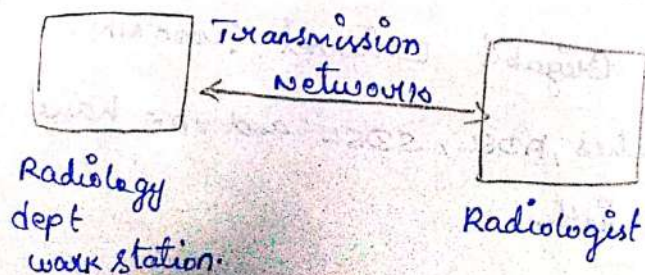 Transmission
Networks
Radiology
dept
work station.
Radiologist